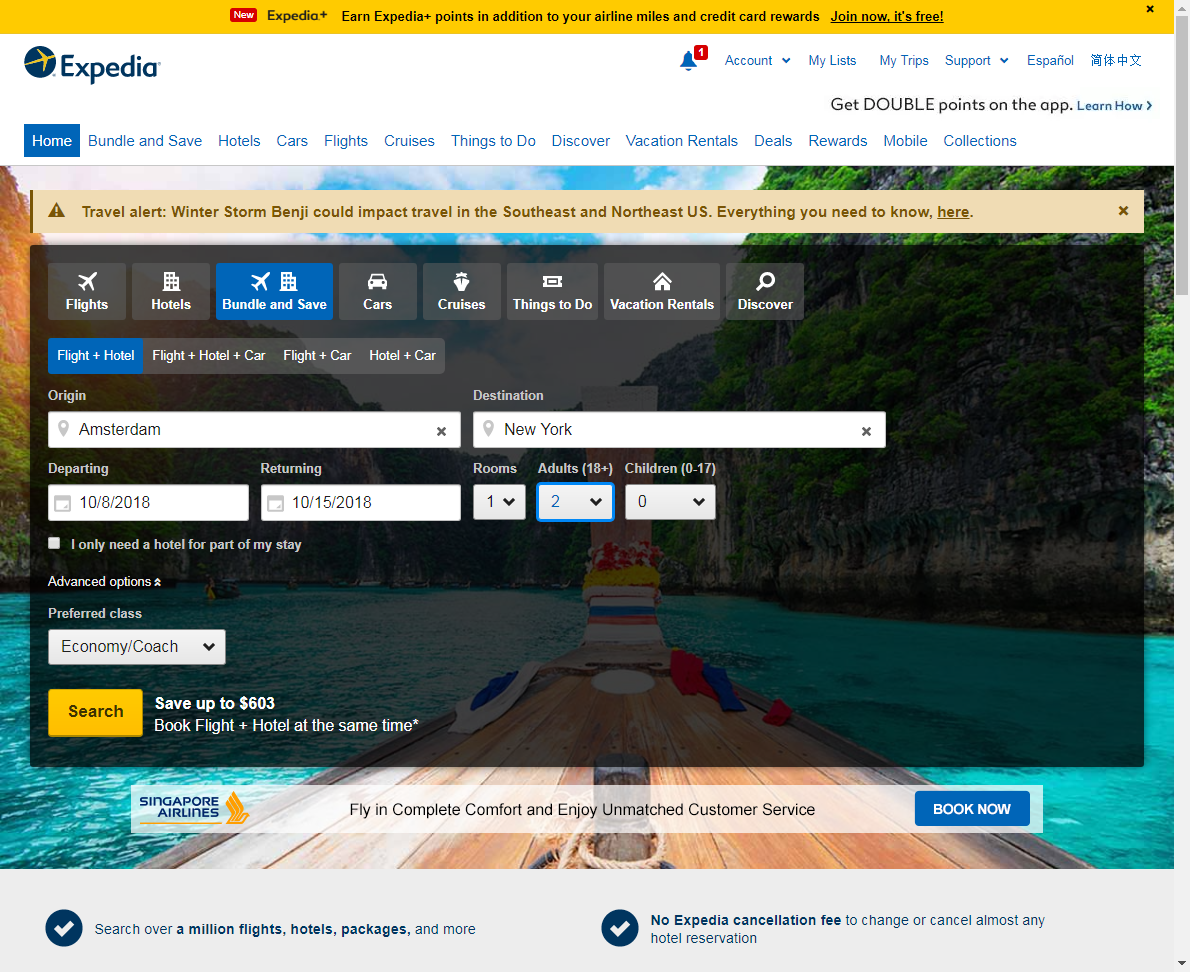 New Expedia+ Earn Expedia+ points in addition to your airline miles and credit card rewards Join now, it's free! ×
Expedia
1 Account My Lists My Trips Support Español 简体中文
Get DOUBLE points on the app. Learn How ›
Home Bundle and Save Hotels Cars Flights Cruises Things to Do Discover Vacation Rentals Deals Rewards Mobile Collections
Travel alert: Winter Storm Benji could impact travel in the Southeast and Northeast US. Everything you need to know, here. ×
Flights Hotels Bundle and Save Cars Cruises Things to Do Vacation Rentals Discover
Flight + Hotel Flight + Hotel + Car Flight + Car Hotel + Car
Origin Destination
Amsterdam × New York ×
Departing Returning Rooms Adults (18+) Children (0-17)
10/8/2018 10/15/2018 1 2 0
I only need a hotel for part of my stay
Advanced options
Preferred class
Economy/Coach
Search
Save up to $603
Book Flight + Hotel at the same time*
SINGAPORE
AIRLINES
Fly in Complete Comfort and Enjoy Unmatched Customer Service BOOK NOW
Search over a million flights, hotels, packages, and more
No Expedia cancellation fee to change or cancel almost any
hotel reservation